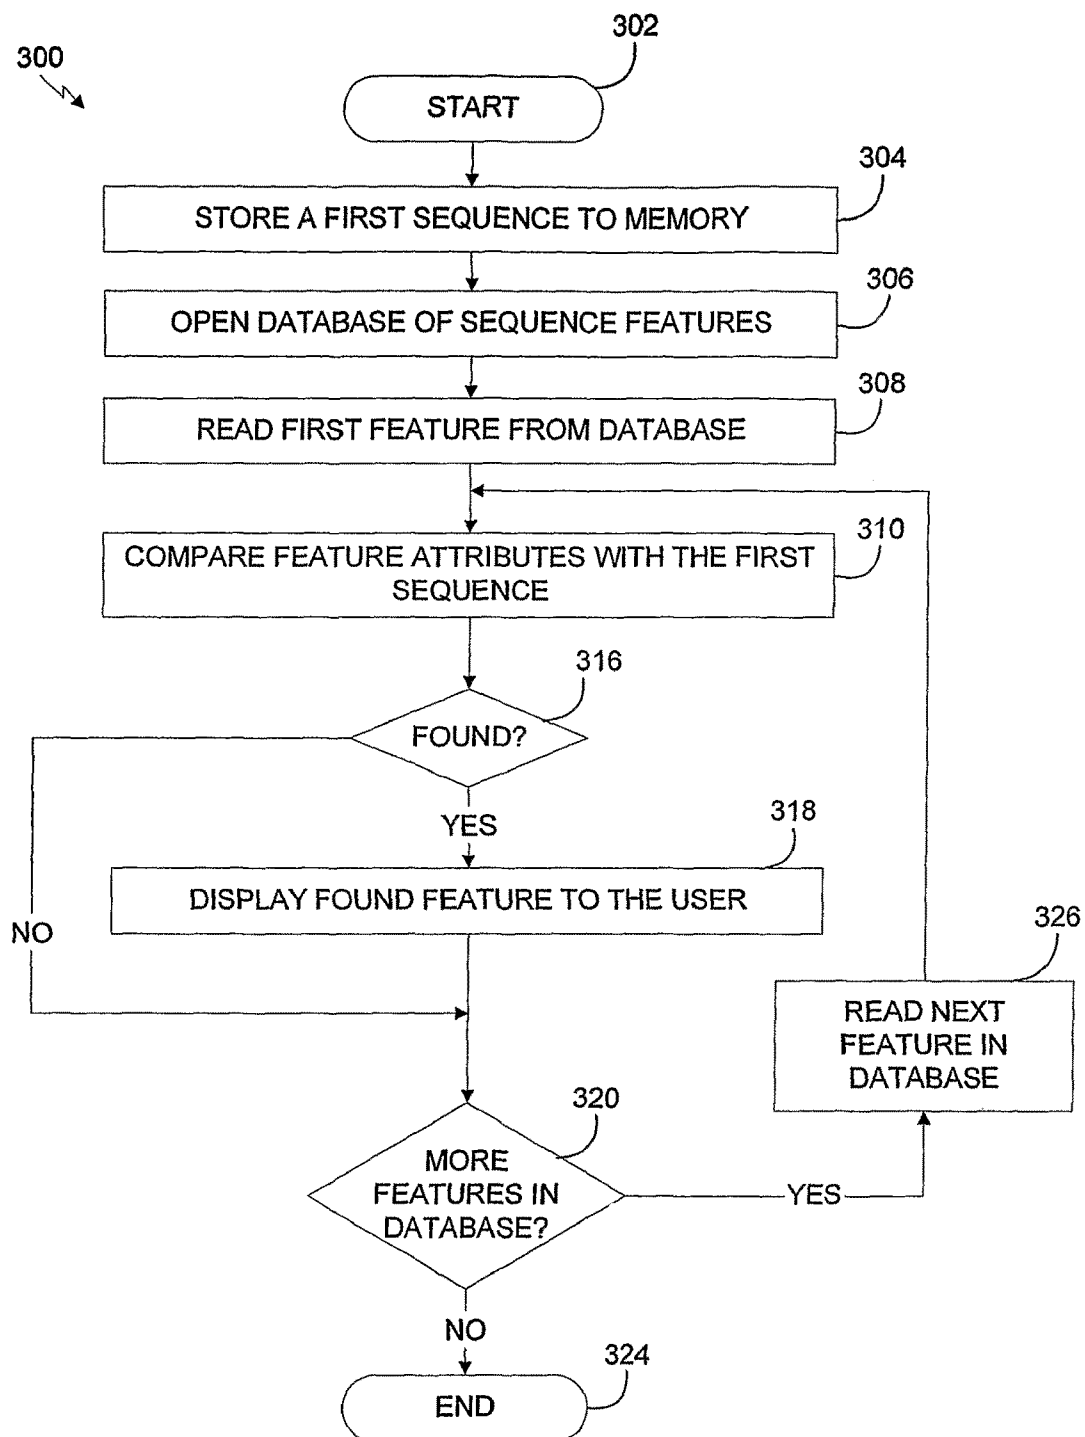 302
300
START
304
STORE A FIRST SEQUENCE TO MEMORY
306
OPEN DATABASE OF SEQUENCE FEATURES
308
READ FIRST FEATURE FROM DATABASE
310
COMPARE FEATURE ATTRIBUTES WITH THE FIRST
SEQUENCE
316
FOUND?
YES
318
DISPLAY FOUND FEATURE TO THE USER
NO
326
READ NEXT
FEATURE IN
DATABASE
320
MORE
FEATURES IN
DATABASE?
YES
NO
324
END